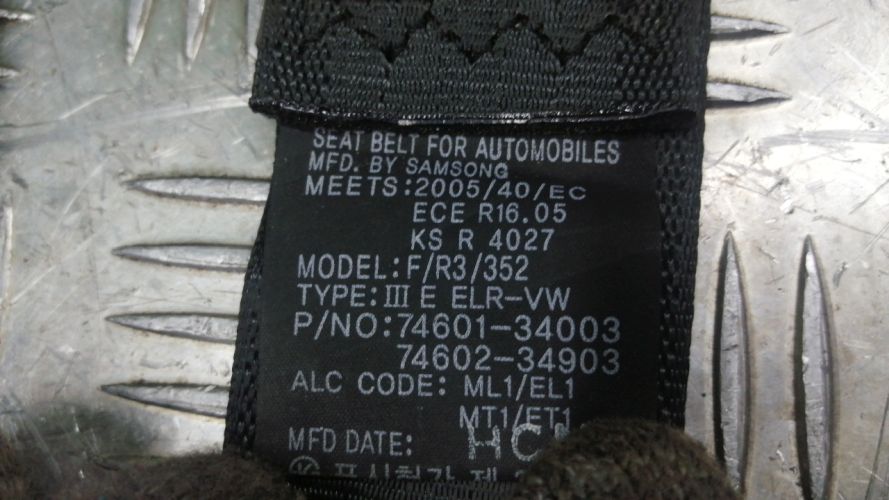 SEAT BELT FOR AUTOMOBILES
MFD. BY SAMSONG
MEETS:2005/40/EC
ECE R16.05
KS R 4027
MODEL:F/R3/352
TYPE:III E ELR-VW
P/NO:74601-34003
74602-34903
ALC CODE: ML1/EL1
MT1/ET1
MFD DATE: HC